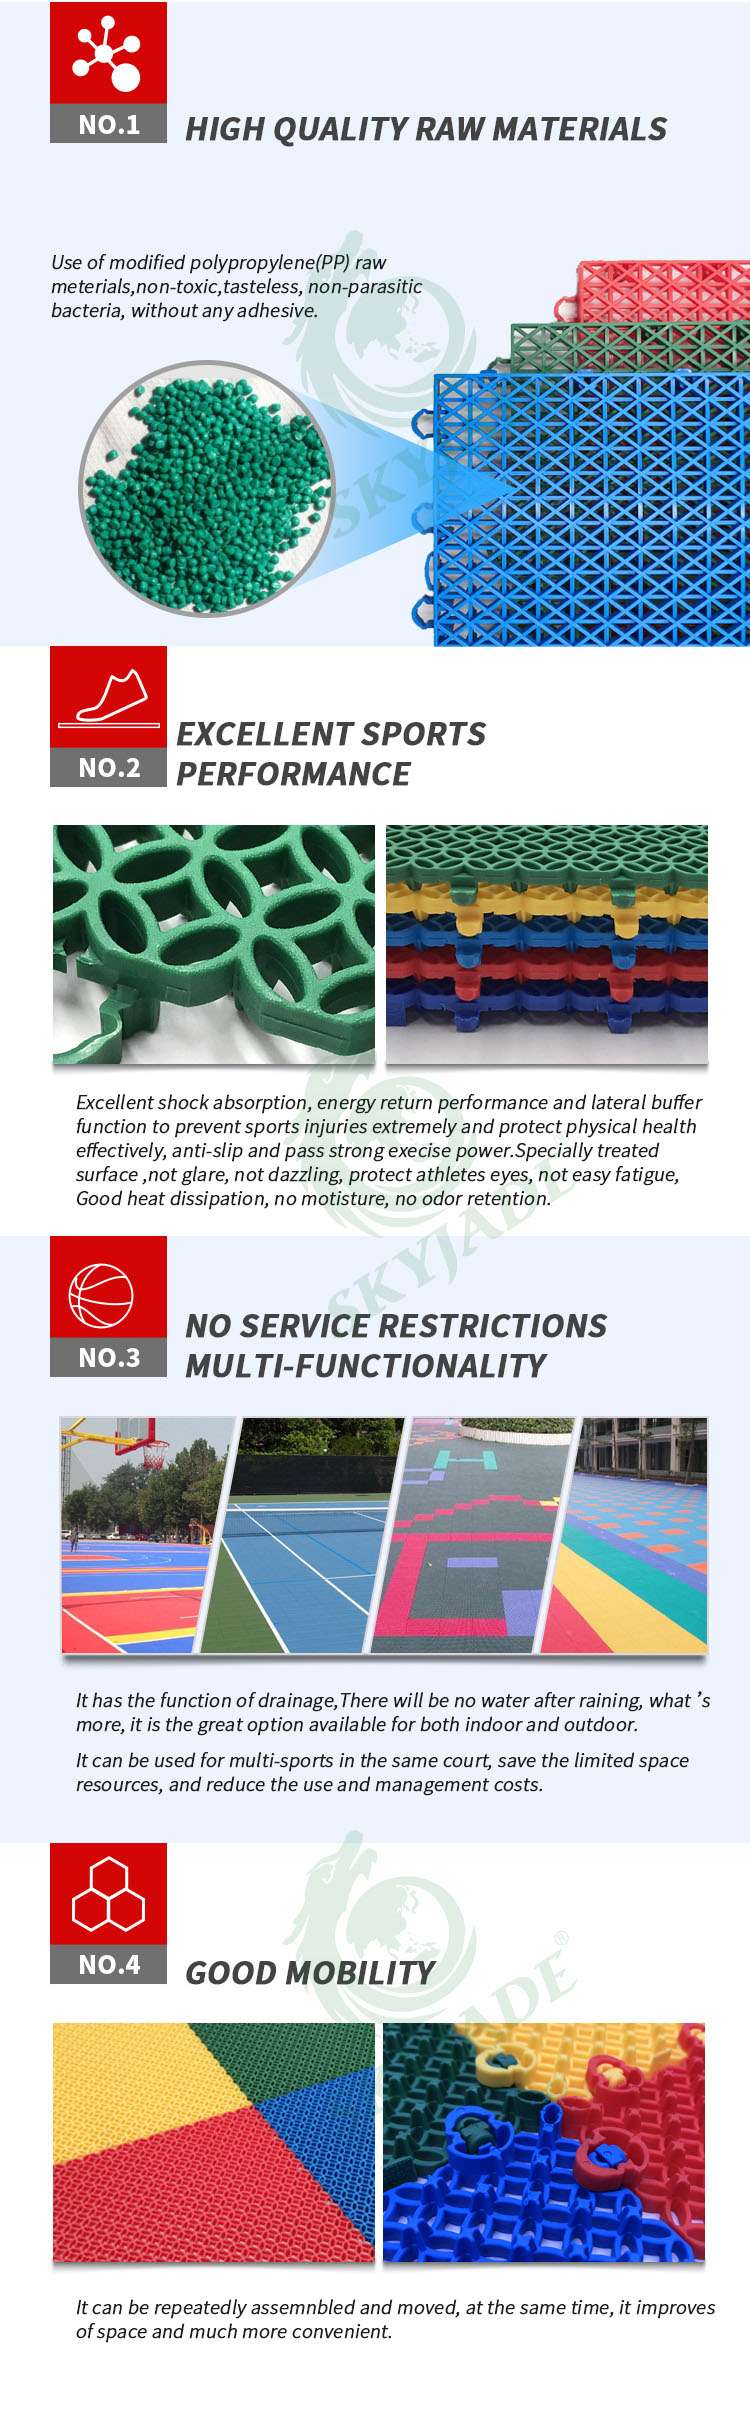 NO.1
HIGH QUALITY RAW MATERIALS
Use of modified polypropylene(PP) raw
meterials,non-toxic,tasteless, non-parasitic
bacteria, without any adhesive.
SKYJADE
NO.2
EXCELLENT SPORTS
PERFORMANCE
Excellent shock absorption, energy return performance and lateral buffer
function to prevent sports injuries extremely and protect physical health
effectively, anti-slip and pass strong execise power.Specially treated
surface ,not glare, not dazzling, protect athletes eyes, not easy fatigue,
Good heat dissipation, no motisture, no odor retention.
SKYJADE
NO.3
NO SERVICE RESTRICTIONS
MULTI-FUNCTIONALITY
It has the function of drainage,There will be no water after raining, what ’s
more, it is the great option available for both indoor and outdoor.
It can be used for multi-sports in the same court, save the limited space
resources, and reduce the use and management costs.
NO.4
GOOD MOBILITY
SKYJADE®
It can be repeatedly assemnbled and moved, at the same time, it improves
of space and much more convenient.